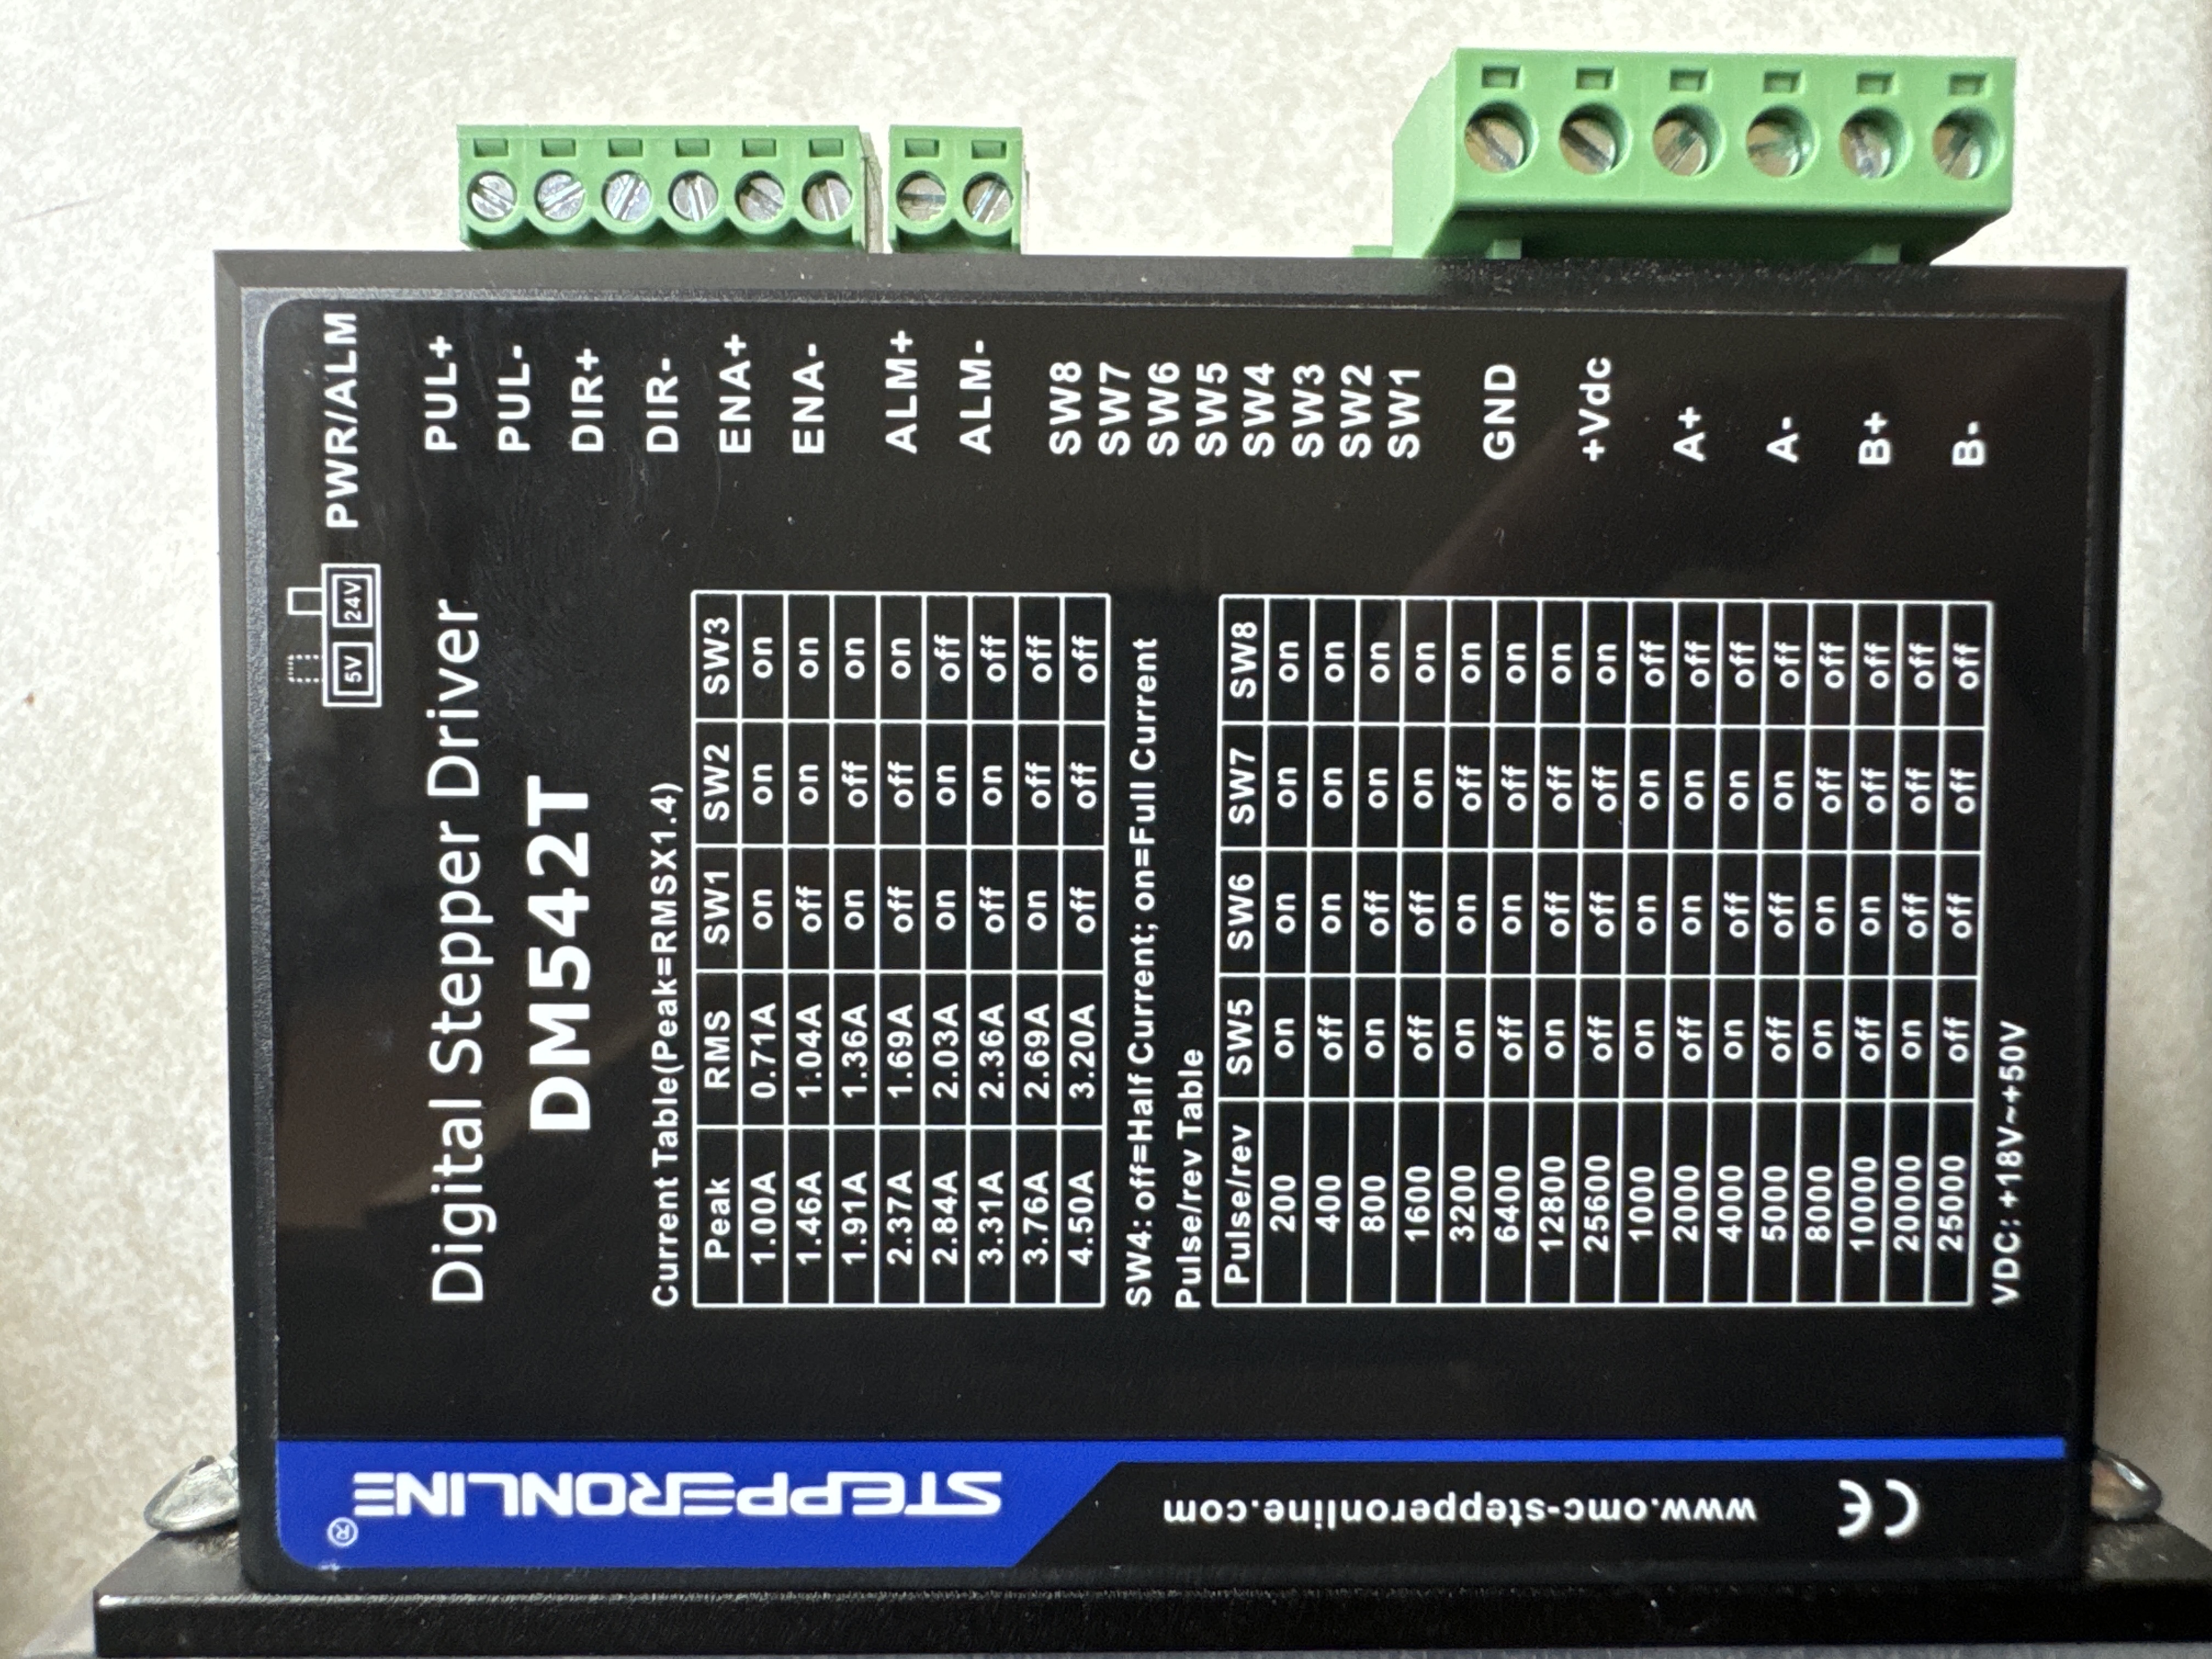 STEPPERONLINE®
www.omc-stepperonline.com
CE
5V 24V
Digital Stepper Driver
DM542T
Current Table(Peak=RMSX1.4)
Peak RMS SW1 SW2 SW3
1.00A 0.71A on on on
1.46A 1.04A off on on
1.91A 1.36A on off on
2.37A 1.69A off off on
2.84A 2.03A on on off
3.31A 2.36A off on off
3.76A 2.69A on off off
4.50A 3.20A off off off
SW4: off=Half Current; on=Full Current
Pulse/rev Table
Pulse/rev SW5 SW6 SW7 SW8
200 on on on on
400 off on on on
800 on off on on
1600 off off on on
3200 on on off on
6400 off on off on
12800 on off off on
25600 off off off on
1000 on on on off
2000 off on on off
4000 on off on off
5000 off off on off
8000 on on off off
10000 off on off off
20000 on off off off
25000 off off off off
VDC: +18V~+50V
PWR/ALM
PUL+
PUL-
DIR+
DIR-
ENA+
ENA-
ALM+
ALM-
SW8
SW7
SW6
SW5
SW4
SW3
SW2
SW1
GND
+Vdc
A+
A-
B+
B-